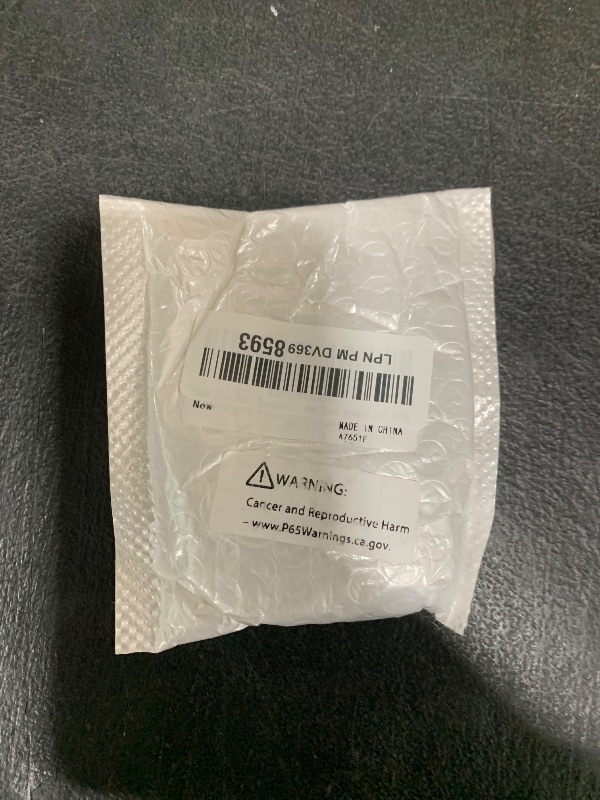 LPN PM DV369 8593
New
MADE IN CHINA
A7651F
WARNING:
Cancer and Reproductive Harm
– www.P65Warnings.ca.gov.